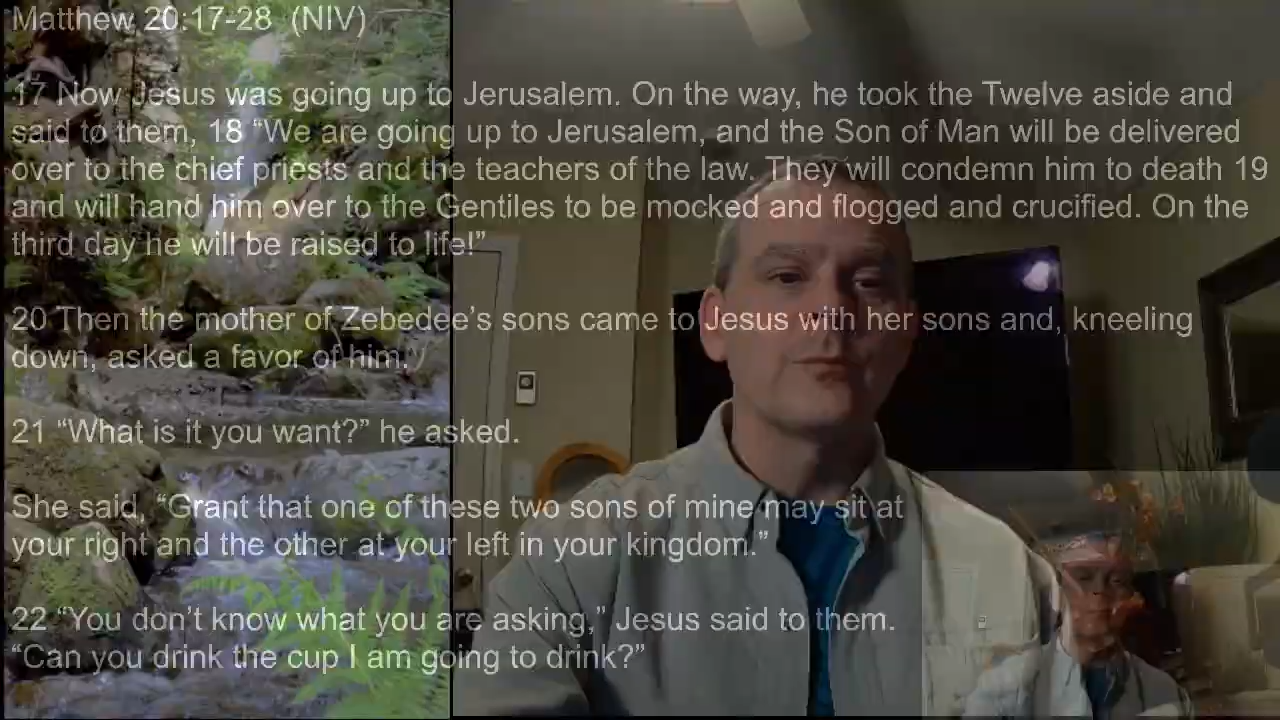 Matthew 20:17-28 (NIV)
17 Now Jesus was going up to Jerusalem. On the way, he took the Twelve aside and
said to them, 18 “We are going up to Jerusalem, and the Son of Man will be delivered
over to the chief priests and the teachers of the law. They will condemn him to death 19
and will hand him over to the Gentiles to be mocked and flogged and crucified. On the
third day he will be raised to life!”
20 Then the mother of Zebedee’s sons came to Jesus with her sons and, kneeling
down, asked a favor of him.
21 “What is it you want?” he asked.
She said, “Grant that one of these two sons of mine may sit at
your right and the other at your left in your kingdom.”
22 “You don’t know what you are asking,” Jesus said to them.
“Can you drink the cup I am going to drink?”